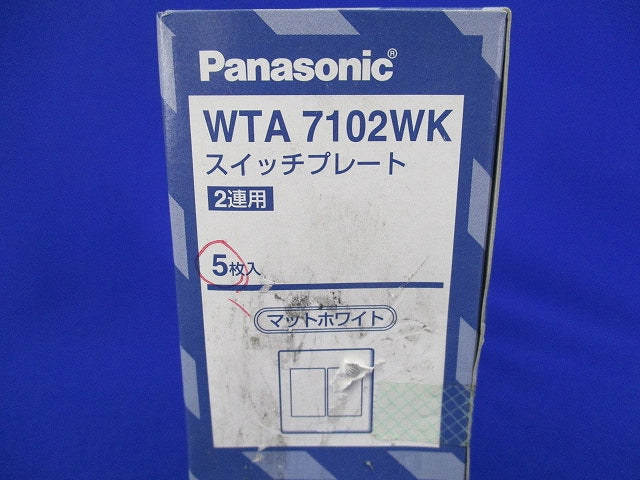 Panasonic®
WTA 7102WK
スイッチプレート
2連用
5枚入
マットホワイト